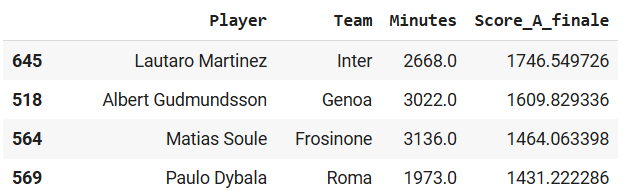 Player Team Minutes Score_A_finale
645 Lautaro Martinez Inter 2668.0 1746.549726
518 Albert Gudmundsson Genoa 3022.0 1609.829336
564 Matias Soule Frosinone 3136.0 1464.063398
569 Paulo Dybala Roma 1973.0 1431.222286